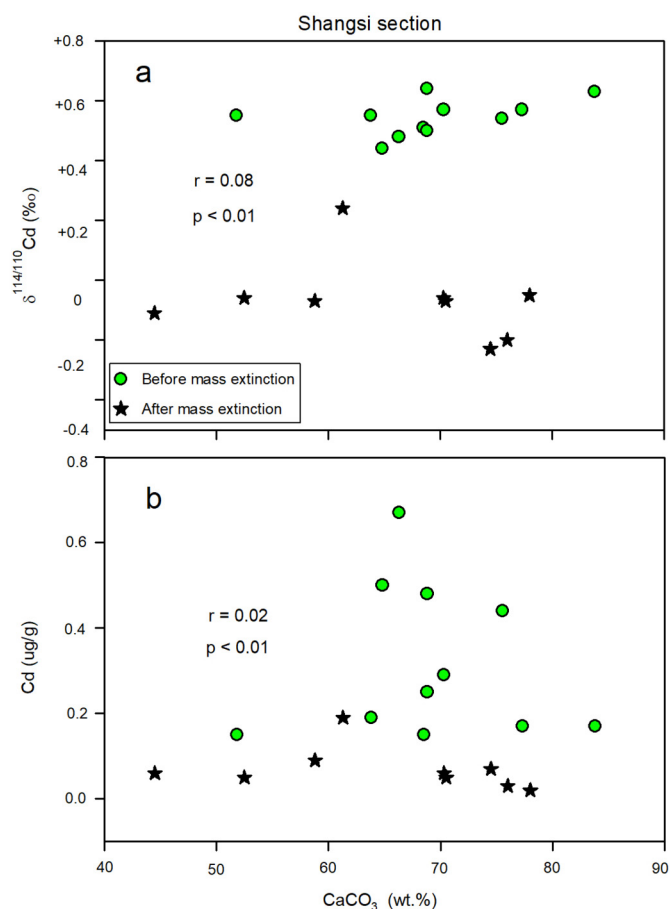 Shangsi section
+0.8
a
+0.6
+0.4
r = 0.08
p < 0.01
+0.2
0
-0.2
-0.4
δ114/110Cd (‰)
Before mass extinction
After mass extinction
0.8
b
0.6
r = 0.02
0.4
p < 0.01
0.2
0.0
Cd (ug/g)
40 50 60 70 80 90
CaCO3 (wt.%)